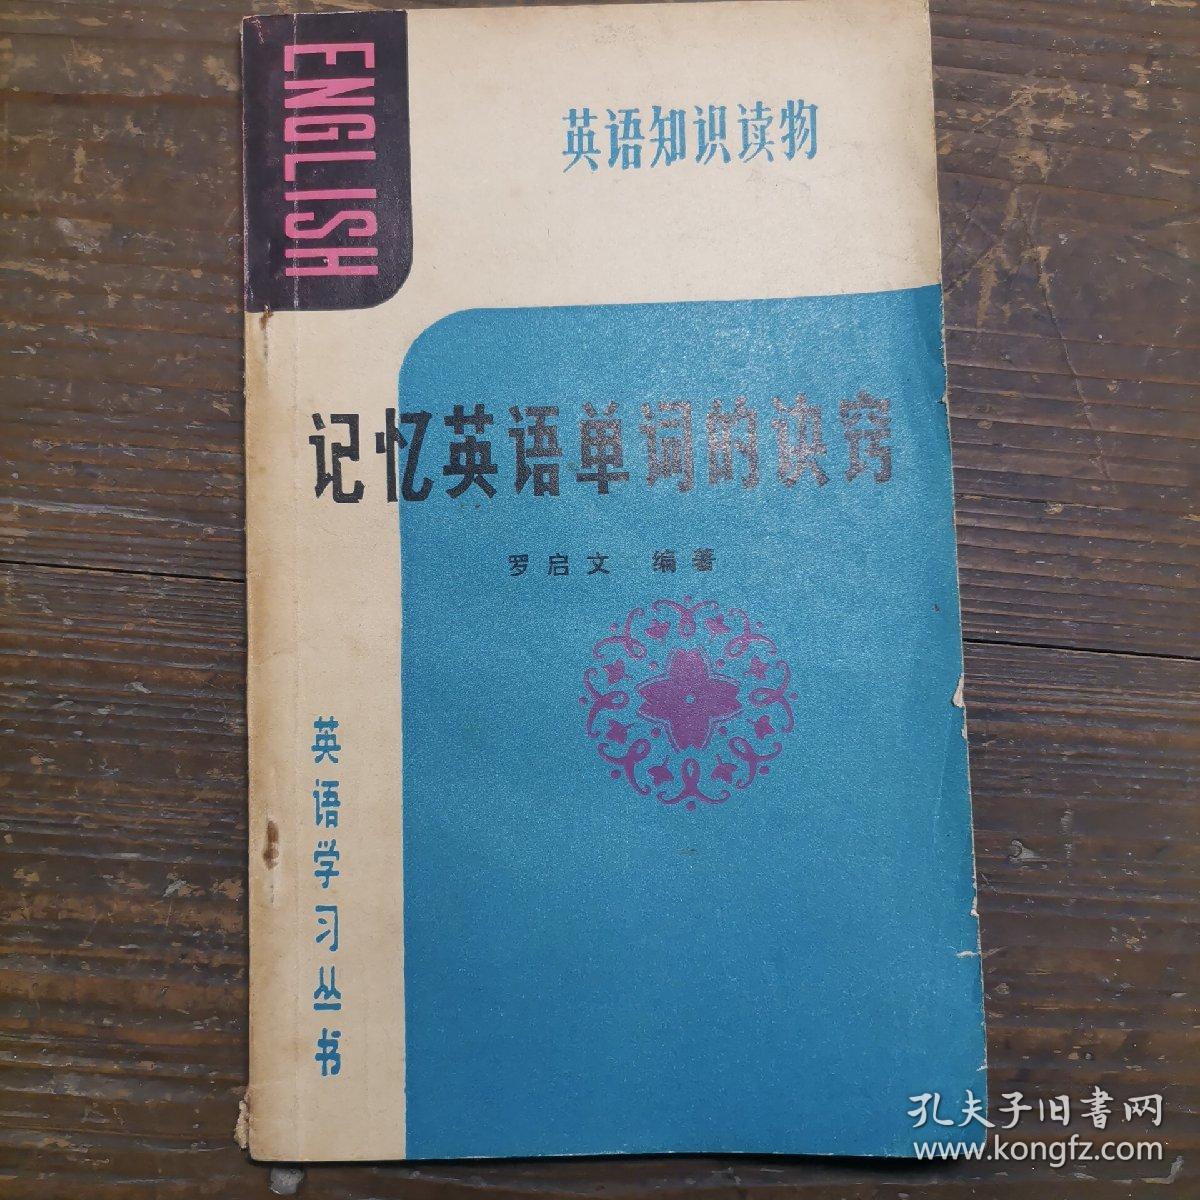 ENGLISH
英语知识读物
记忆英语单词的诀窍
罗启文 编著
英语学习丛书
孔夫子旧書网
www.kongfz.com